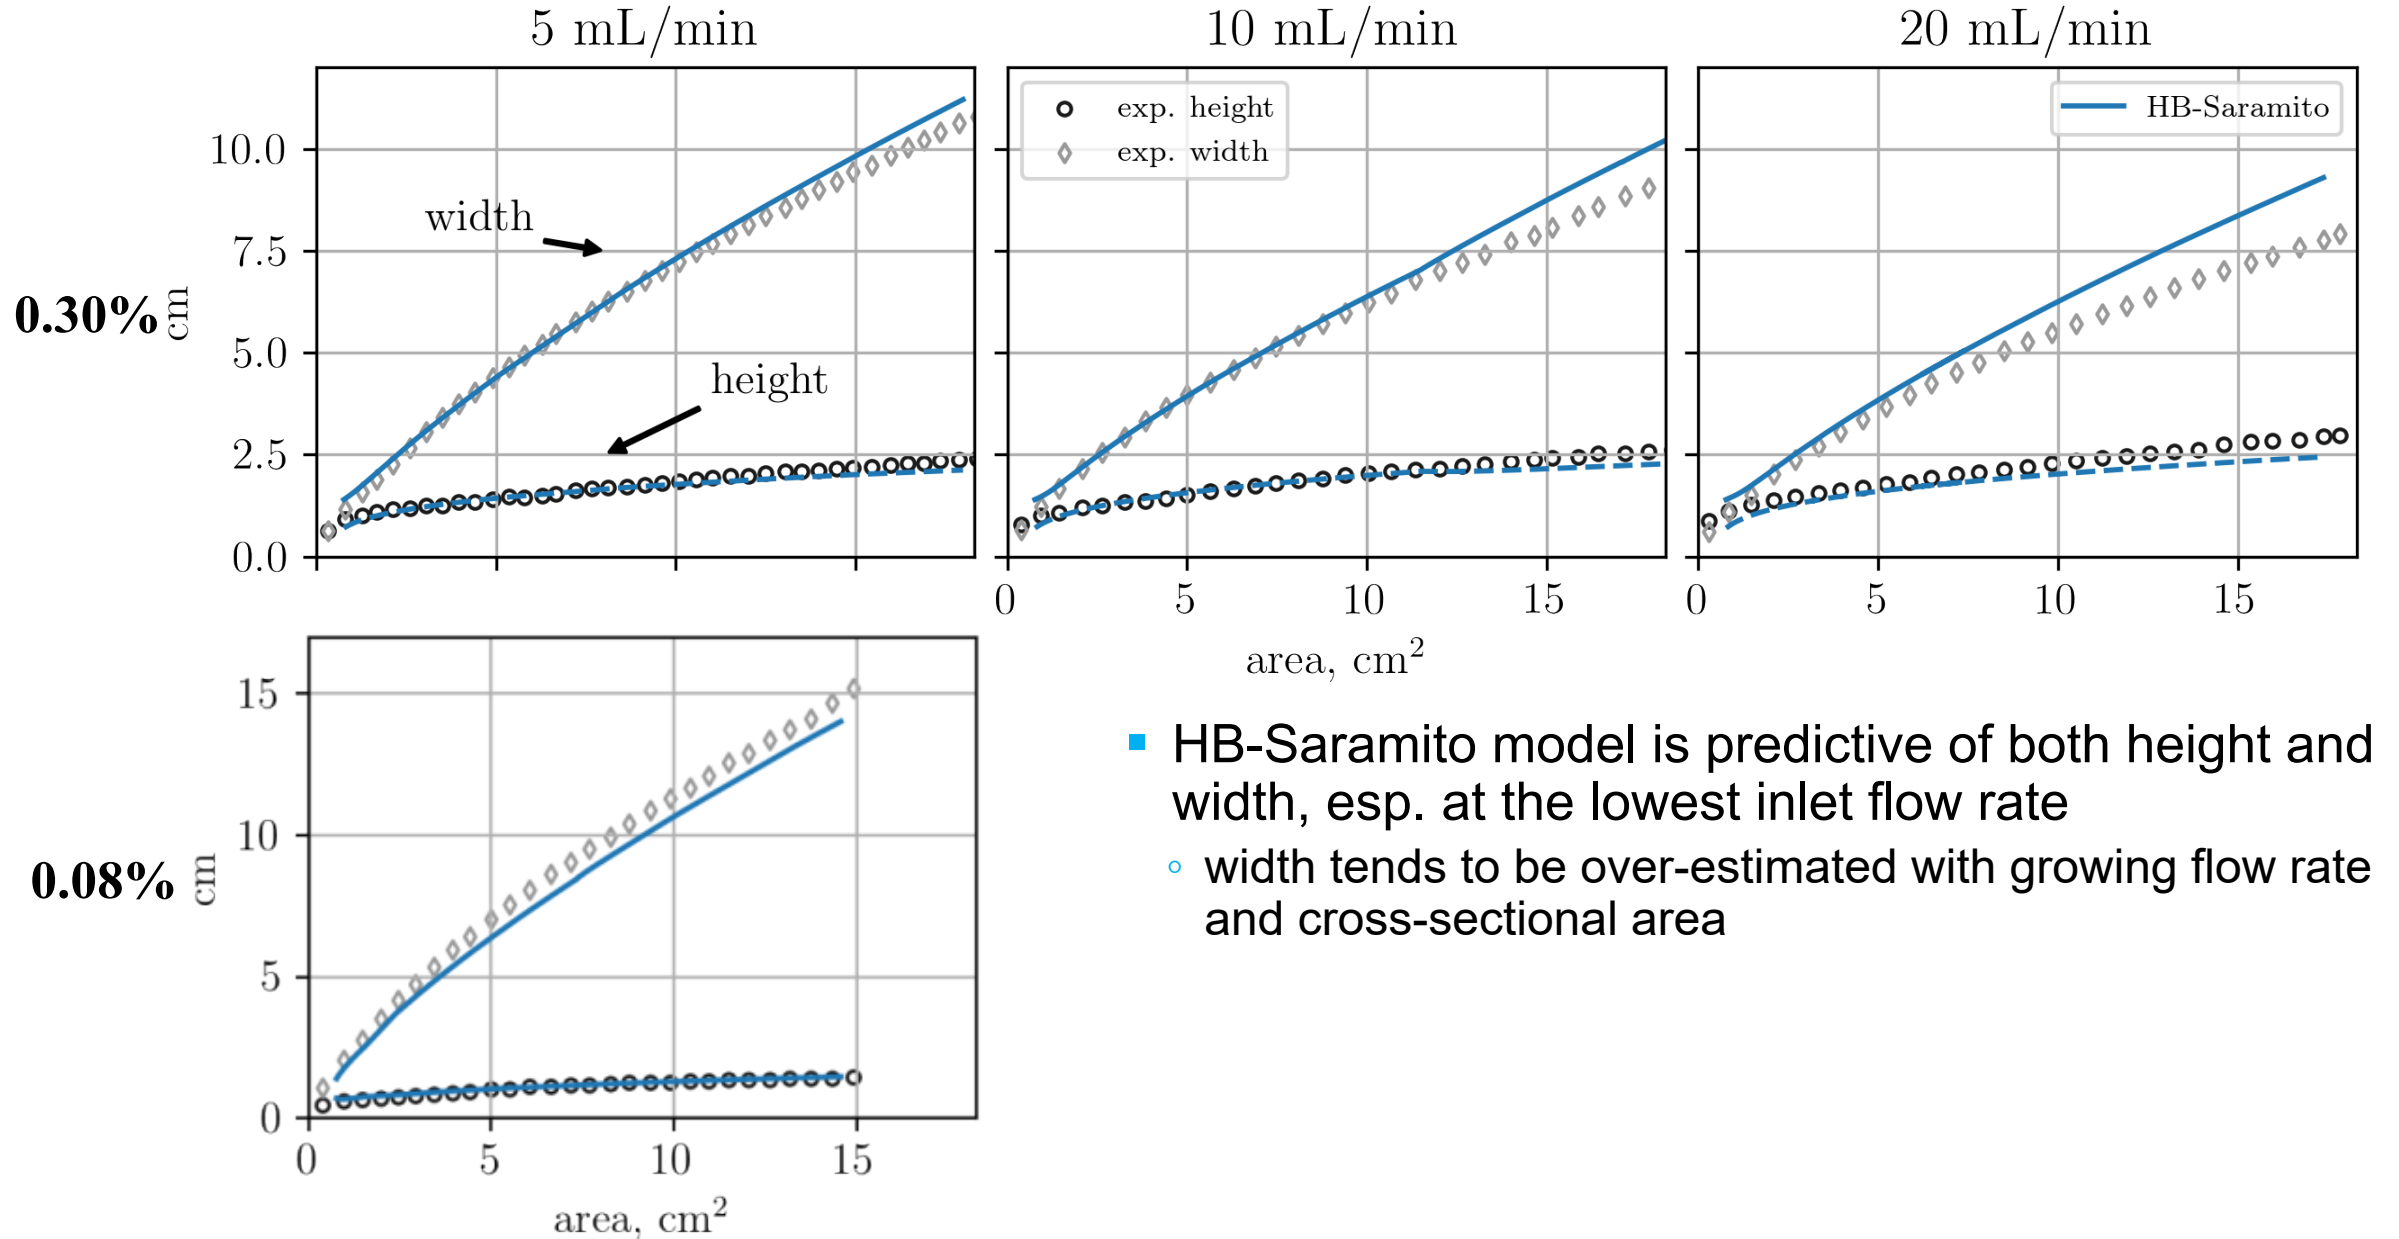 5 mL/min
10 mL/min
20 mL/min
0.30%
cm
10.0
7.5
5.0
2.5
0.0
width
height
exp. height
exp. width
HB-Saramito
0
5
10
15
0
5
10
15
area, cm²
0.08%
cm
15
10
5
0
0
5
10
15
area, cm²
▪ HB-Saramito model is predictive of both height and
width, esp. at the lowest inlet flow rate
○ width tends to be over-estimated with growing flow rate
and cross-sectional area